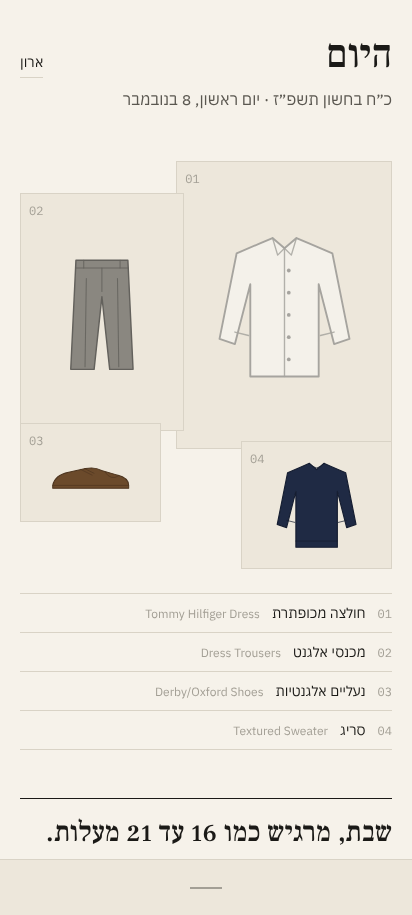 היום
ארון
כ״ח בחשון תשפ״ז · יום ראשון, 8 בנובמבר
01
02
03
04
01 חולצה מכופתרת Tommy Hilfiger Dress
02 מכנסי אלגנט Dress Trousers
03 נעליים אלגנטיות Derby/Oxford Shoes
04 סריג Textured Sweater
שבת, מרגיש כמו 16 עד 21 מעלות.